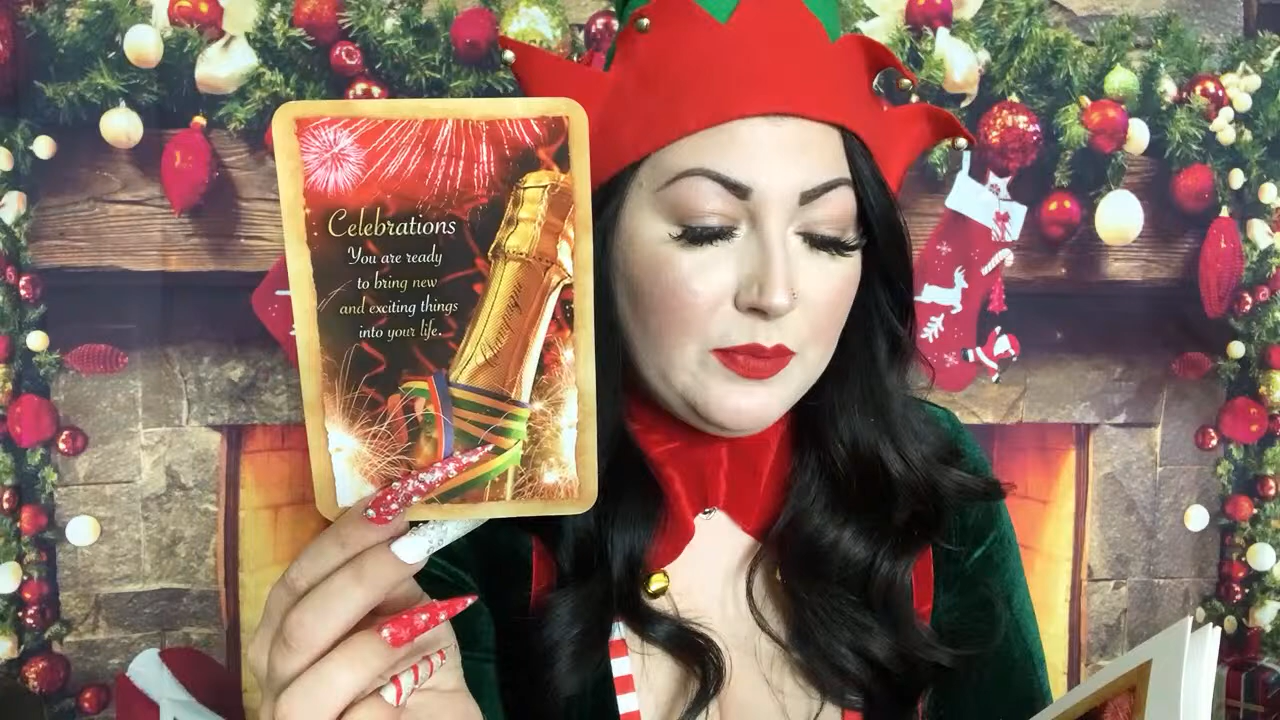 Celebrations
You are ready
to bring new
and exciting things
into your life.